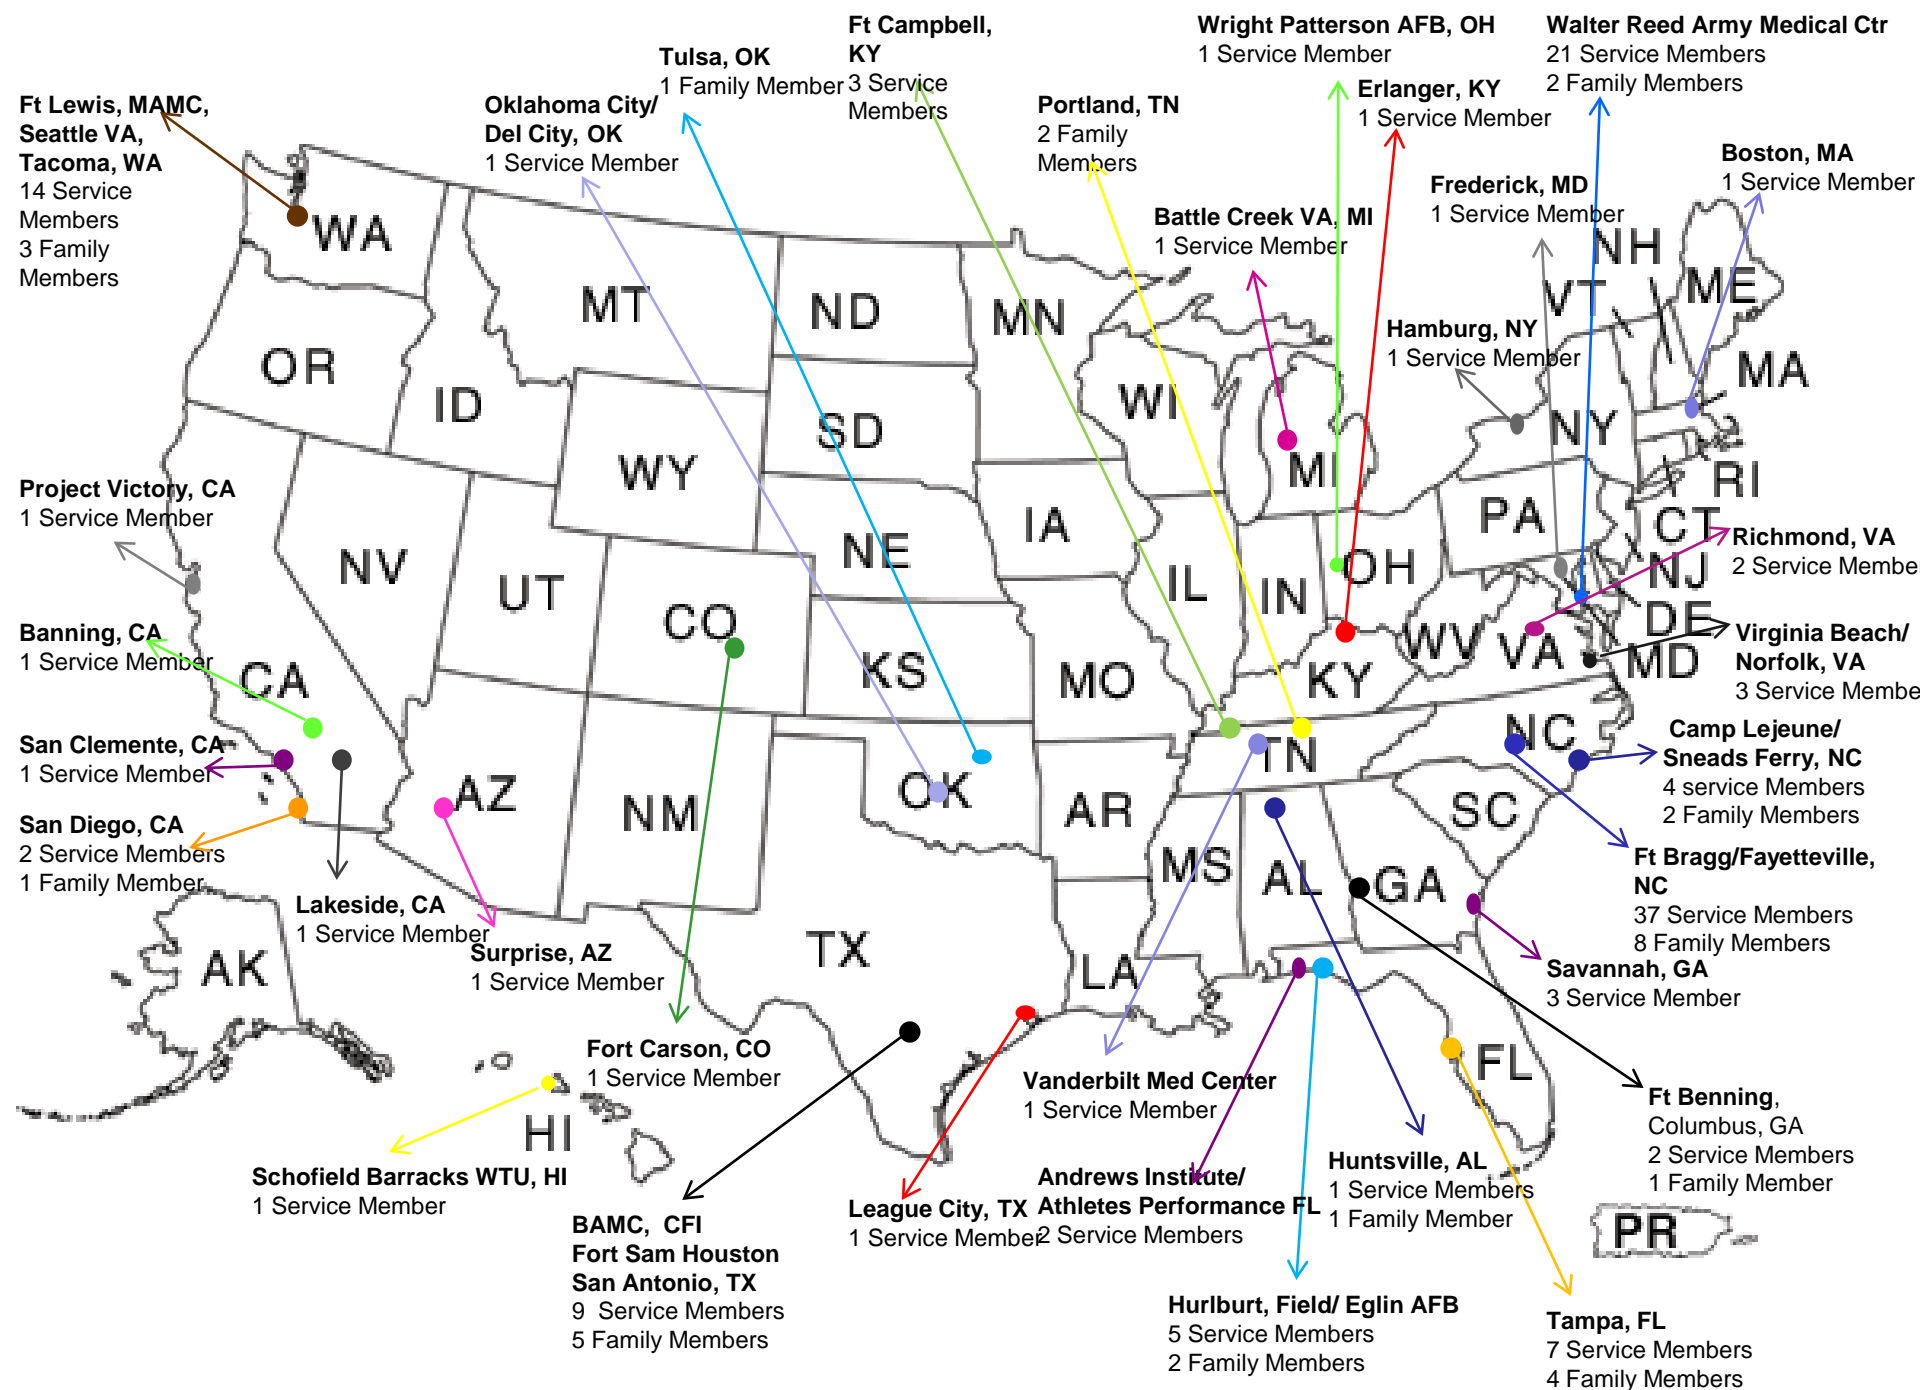 Ft Campbell,
KY
3 Service
Members
Wright Patterson AFB, OH
1 Service Member
Walter Reed Army Medical Ctr
21 Service Members
2 Family Members
Tulsa, OK
1 Family Member
Erlanger, KY
1 Service Member
Ft Lewis, MAMC,
Seattle VA,
Tacoma, WA
14 Service
Members
3 Family
Members
Oklahoma City/
Del City, OK
1 Service Member
Portland, TN
2 Family
Members
Boston, MA
1 Service Member
Frederick, MD
1 Service Member
Battle Creek VA, MI
1 Service Member
Hamburg, NY
1 Service Member
WA
MT
ND
MN
NH
VT
ME
OR
ID
SD
WI
MA
WY
MI
NY
RI
Project Victory, CA
1 Service Member
IA
PA
CT
Richmond, VA
2 Service Member
NV
UT
NE
IL
IN
OH
NJ
DE
Banning, CA
1 Service Member
CO
KS
MO
KY
WV
VA
MD
Virginia Beach/
Norfolk, VA
3 Service Membe
CA
San Clemente, CA
1 Service Member
TN
NC
Camp Lejeune/
Sneads Ferry, NC
4 service Members
2 Family Members
AZ
NM
OK
AR
SC
San Diego, CA
2 Service Members
1 Family Member
MS
AL
GA
Ft Bragg/Fayetteville,
NC
37 Service Members
8 Family Members
Lakeside, CA
1 Service Member
Surprise, AZ
1 Service Member
AK
TX
LA
Savannah, GA
3 Service Member
Fort Carson, CO
1 Service Member
FL
Vanderbilt Med Center
1 Service Member
Ft Benning,
Columbus, GA
2 Service Members
1 Family Member
HI
Schofield Barracks WTU, HI
1 Service Member
BAMC,  CFI
Fort Sam Houston
San Antonio, TX
9  Service Members
5 Family Members
League City, TX
1 Service Member
Andrews Institute/
Athletes Performance FL
2 Service Members
Huntsville, AL
1 Service Members
1 Family Member
PR
Hurlburt, Field/ Eglin AFB
5 Service Members
2 Family Members
Tampa, FL
7 Service Members
4 Family Members